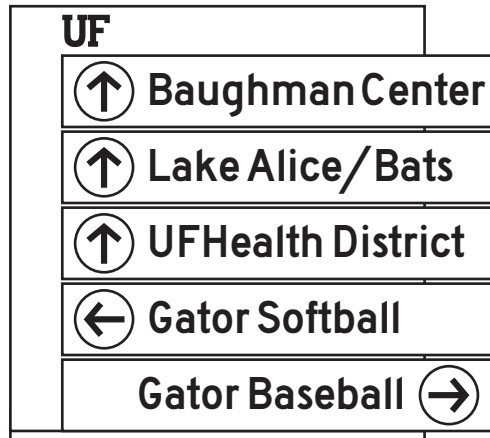 UF
Baughman Center
Lake Alice/Bats
UFHealth District
Gator Softball
Gator Baseball